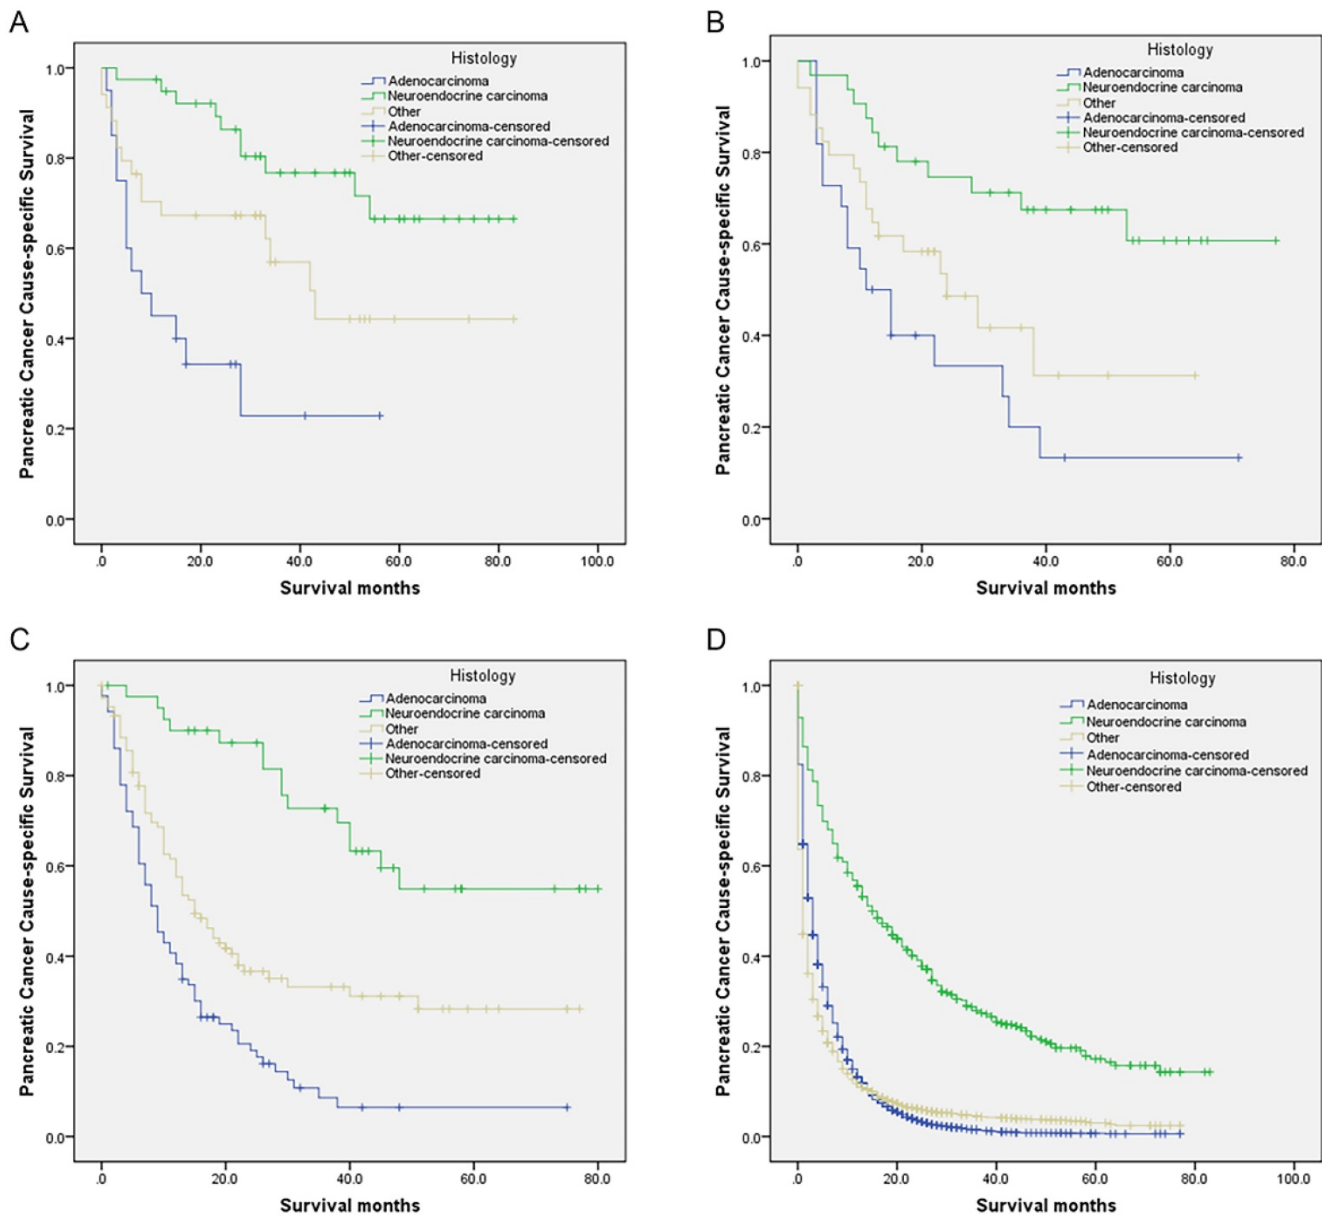 A
Histology
Adenocarcinoma
Neuroendocrine carcinoma
Other
Adenocarcinoma-censored
Neuroendocrine carcinoma-censored
Other-censored
Pancreatic Cancer Cause-specific Survival
1.0
0.8
0.6
0.4
0.2
0.0
.0 20.0 40.0 60.0 80.0 100.0
Survival months
B
Histology
Adenocarcinoma
Neuroendocrine carcinoma
Other
Adenocarcinoma-censored
Neuroendocrine carcinoma-censored
Other-censored
Pancreatic Cancer Cause-specific Survival
1.0
0.8
0.6
0.4
0.2
0.0
.0 20.0 40.0 60.0 80.0
Survival months
C
Histology
Adenocarcinoma
Neuroendocrine carcinoma
Other
Adenocarcinoma-censored
Neuroendocrine carcinoma-censored
Other-censored
Pancreatic Cancer Cause-specific Survival
1.0
0.8
0.6
0.4
0.2
0.0
.0 20.0 40.0 60.0 80.0
Survival months
D
Histology
Adenocarcinoma
Neuroendocrine carcinoma
Other
Adenocarcinoma-censored
Neuroendocrine carcinoma-censored
Other-censored
Pancreatic Cancer Cause-specific Survival
1.0
0.8
0.6
0.4
0.2
0.0
.0 20.0 40.0 60.0 80.0 100.0
Survival months